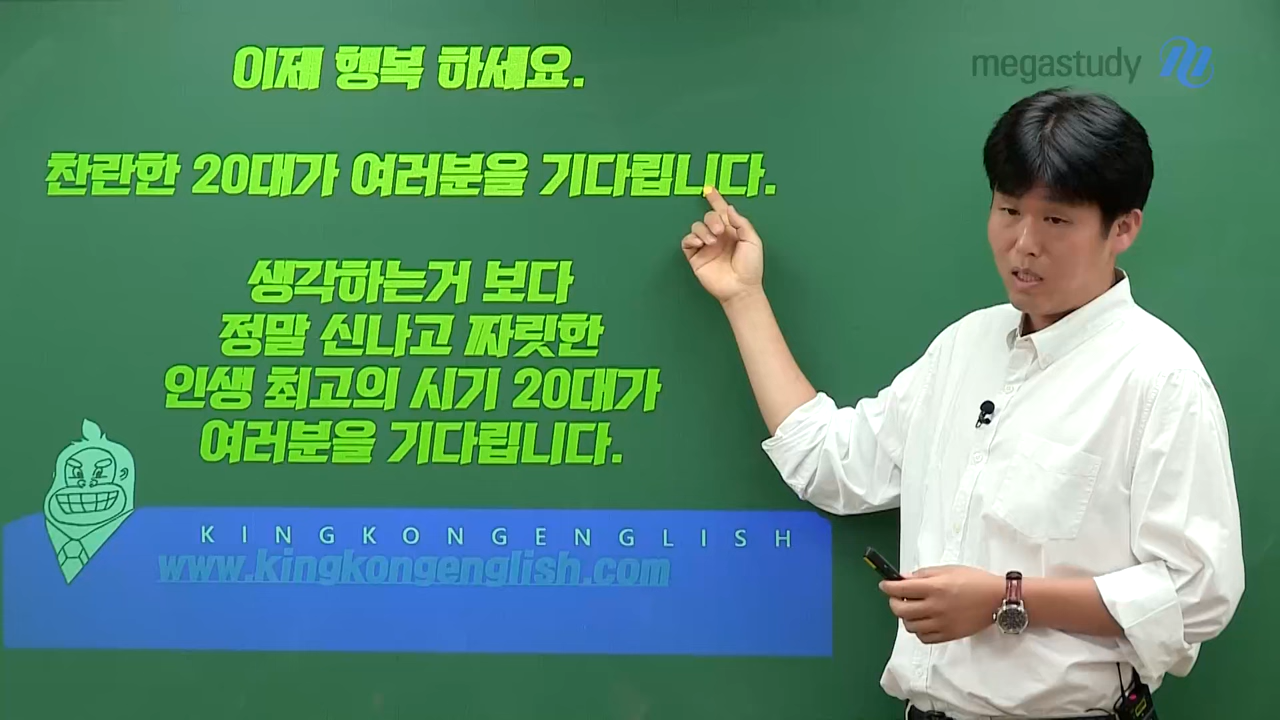 이제 행복 하세요.
megastudy
찬란한 20대가 여러분을 기다립니다.
생각하는거 보다
정말 신나고 짜릿한
인생 최고의 시기 20대가
여러분을 기다립니다.
KINGKONGENGLISH
www.kingkongenglish.com